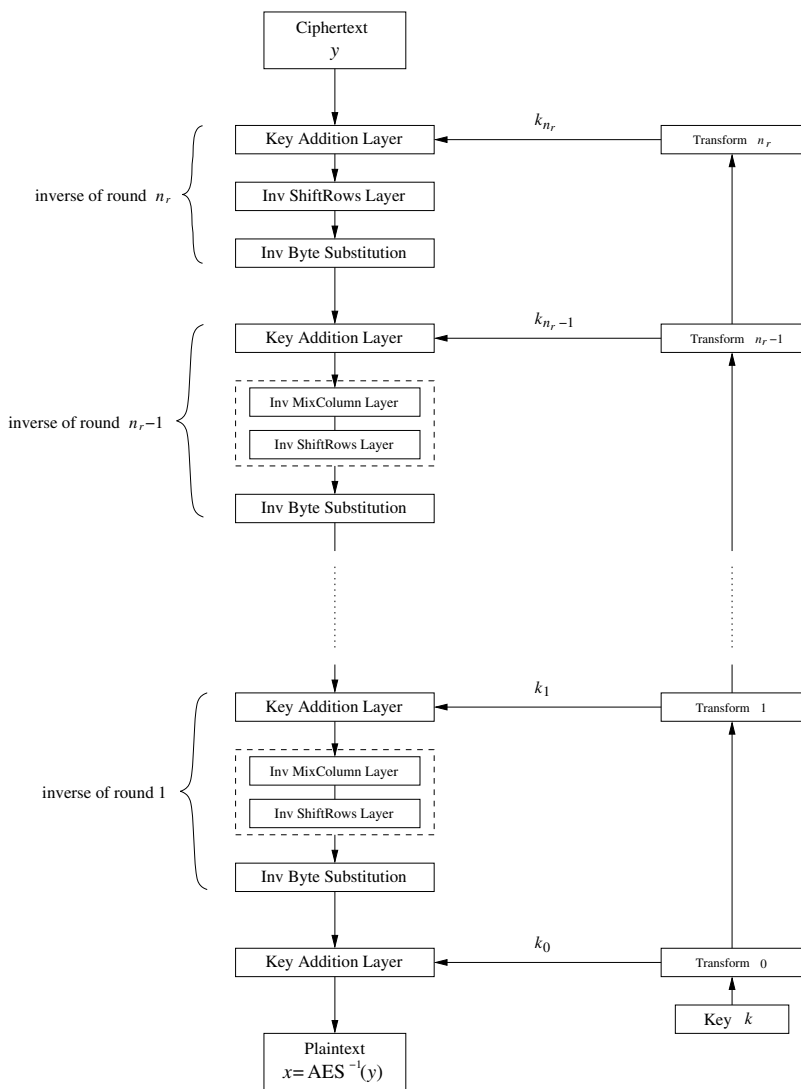 Ciphertext
y
Key Addition Layer
k_{n_r}
Transform n_r
inverse of round n_r
Inv ShiftRows Layer
Inv Byte Substitution
Key Addition Layer
k_{n_r−1}
Transform n_r−1
inverse of round n_r−1
Inv MixColumn Layer
Inv ShiftRows Layer
Inv Byte Substitution
Key Addition Layer
k_1
Transform 1
inverse of round 1
Inv MixColumn Layer
Inv ShiftRows Layer
Inv Byte Substitution
Key Addition Layer
k_0
Transform 0
Key k
Plaintext
x= AES^{−1}(y)